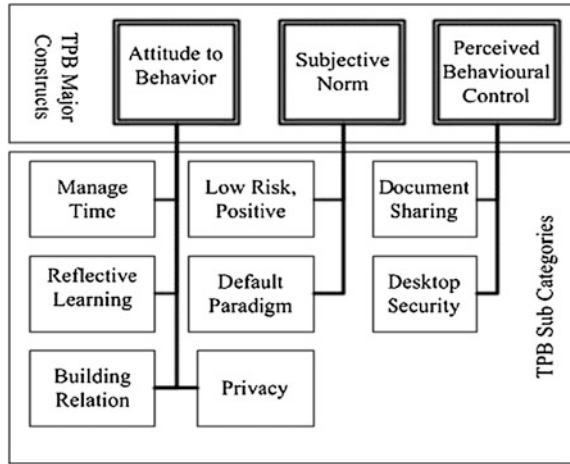 TPB Major
Constructs
Attitude to
Behavior
Subjective
Norm
Perceived
Behavioural
Control
Manage
Time
Low Risk,
Positive
Document
Sharing
Reflective
Learning
Default
Paradigm
Desktop
Security
Building
Relation
Privacy
TPB Sub Categories